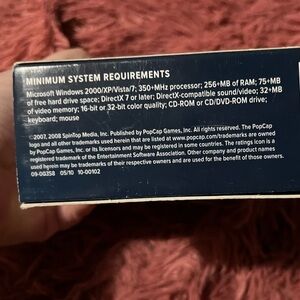 MINIMUM SYSTEM REQUIREMENTS
Microsoft Windows 2000/XP/Vista/7; 350+MHz processor; 256+MB of RAM; 75+MB
of free hard drive space; DirectX 7 or later; DirectX-compatible sound/video; 32+MB
of video memory; 16-bit or 32-bit color quality; CD-ROM or CD/DVD-ROM drive;
keyboard; mouse
©2007, 2008 SpinTop Media, Inc. Published by PopCap Games, Inc. All rights reserved. The PopCap
logo and all other trademarks used herein that are listed at www.popcap.com/trademarks are owned
by PopCap Games, Inc. or its licensors and may be registered in some countries. The ratings icon is a
registered trademark of the Entertainment Software Association. Other company and product names
used herein may be trademarks of their respective owners and are used for the benefit of those owners.
09-00358 05/10 10-00102